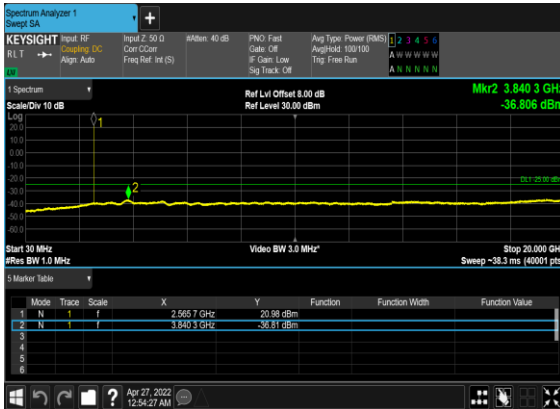 Spectrum Analyzer 1
Swept SA
KEYSIGHT Input: RF Input Z: 50 Ω #Atten: 40 dB PNO: Fast Avg Type: Power (RMS) 1 2 3 4 5 6
RLT Coupling: DC Corr CCorr Gate: Off Avg|Hold: 100/100 A W W W W W
Align: Auto Freq Ref: Int (S) IF Gain: Low Trig: Free Run
Sig Track: Off A N N N N N
1 Spectrum
Ref Lvl Offset 8.00 dB Mkr2 3.840 3 GHz
Scale/Div 10 dB Ref Level 30.00 dBm -36.806 dBm
Log
20.0
10.0
0.00
-10.0
-20.0
-30.0
-40.0
-50.0
-60.0
1
2
DL1 -25.00 dBm
Start 30 MHz Video BW 3.0 MHz* Stop 20.000 GHz
#Res BW 1.0 MHz Sweep ~38.3 ms (40001 pts)
5 Marker Table
Mode Trace Scale X Y Function Function Width Function Value
1 N 1 f 2.565 7 GHz 20.98 dBm
2 N 1 f 3.840 3 GHz -36.81 dBm
3
4
5
6
Apr 27, 2022
12:54:27 AM